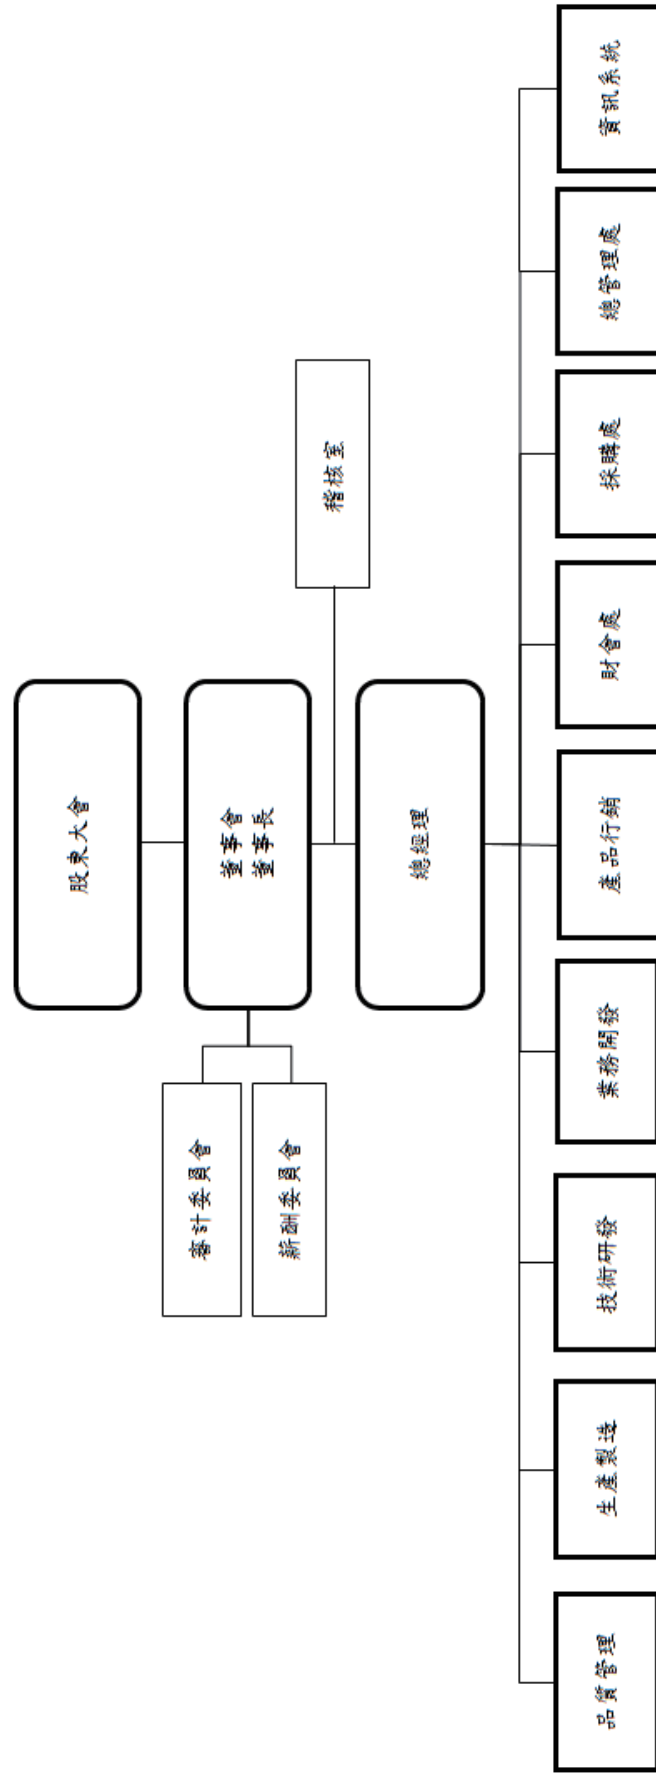 股東大會
董事會
董事長
審計委員會
薪酬委員會
稽核室
總經理
品質管理
生產製造
技術研發
業務開發
產品行銷
財會處
採購處
總管理處
資訊系統